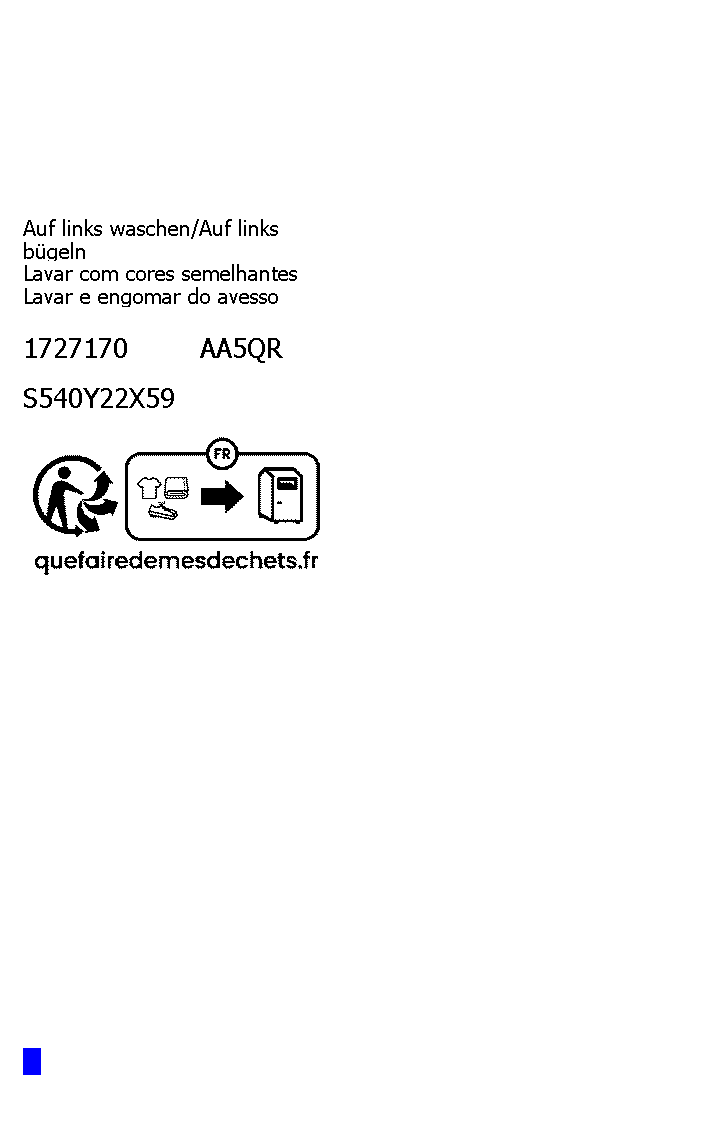 Auf links waschen/Auf links
bügeln
Lavar com cores semelhantes
Lavar e engomar do avesso
1727170 AA5QR
S540Y22X59
FR
quefairedemesdechets.fr